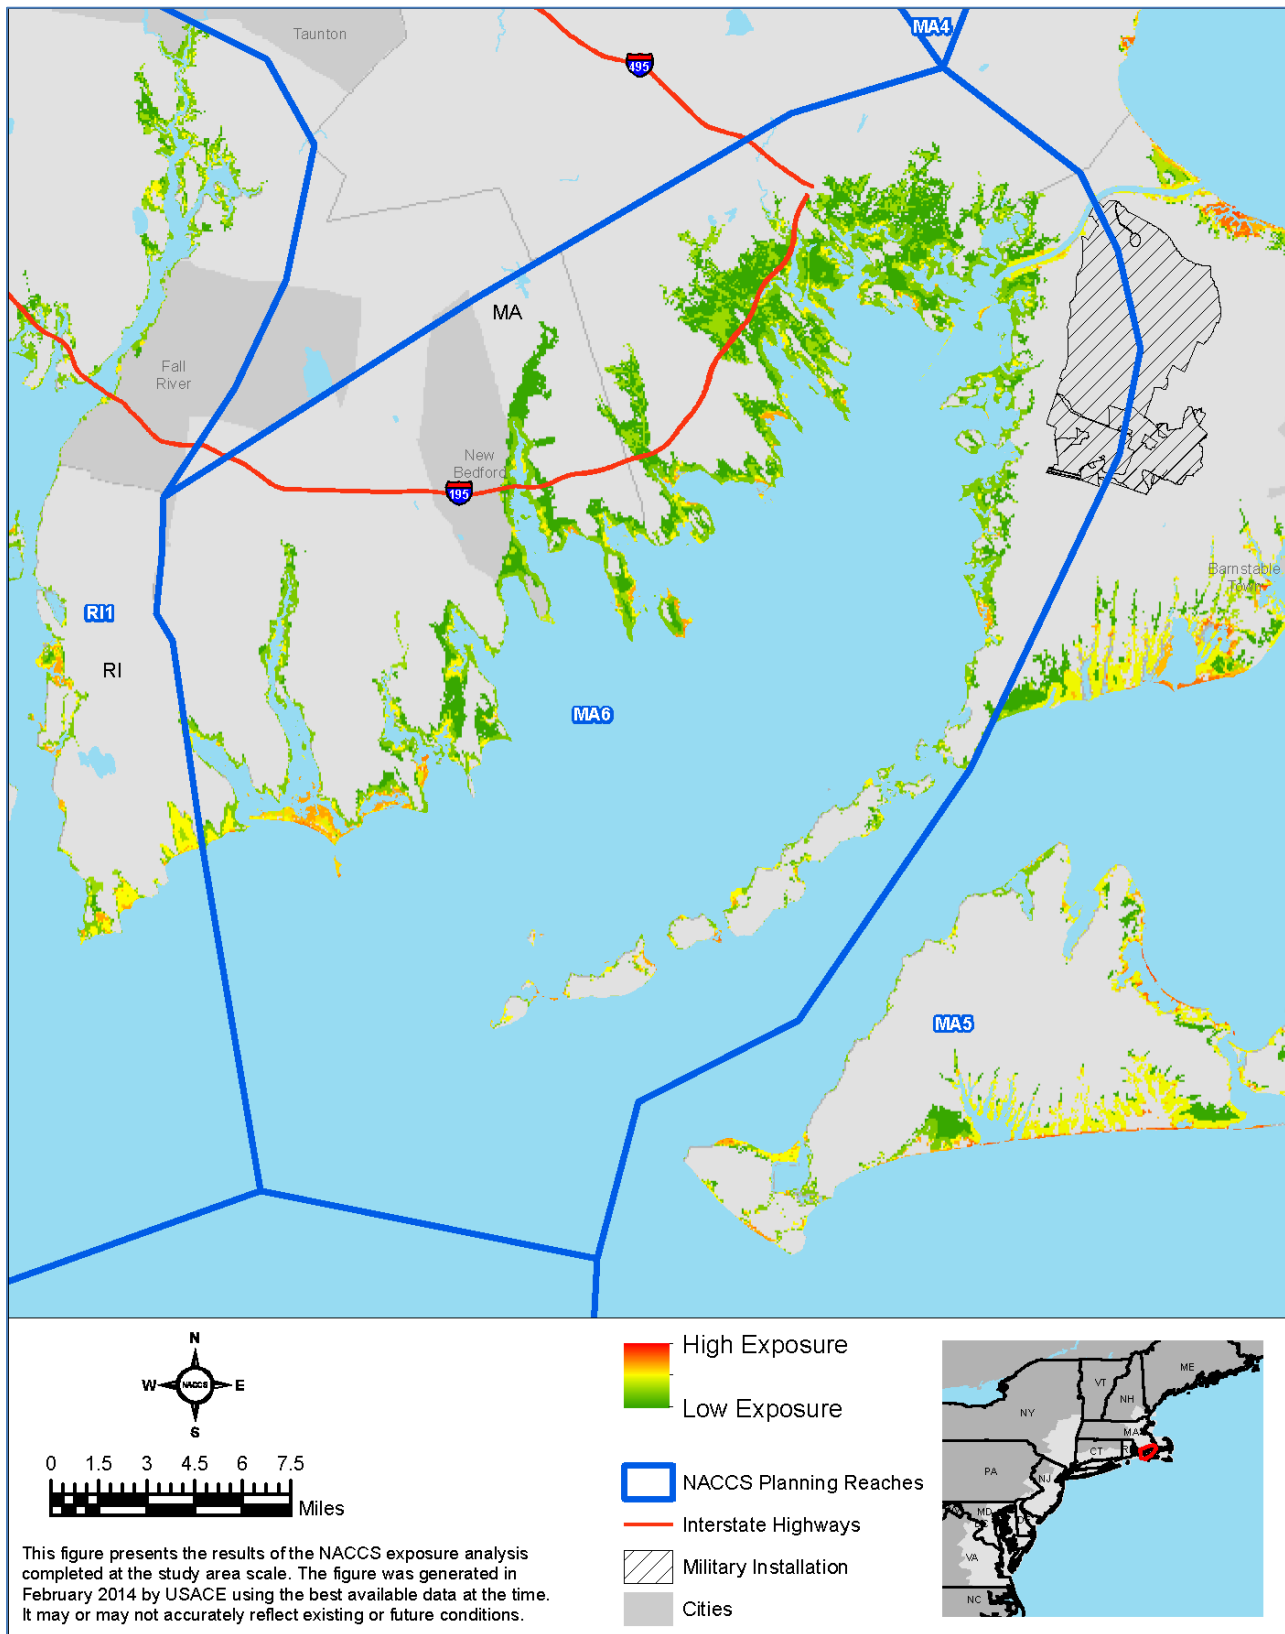 Taunton
MA4
495
MA
Fall
River
New
Bedford
195
Barnstable
Town
RI1
RI
MA6
MA5
N
W NACCS E
S
0 1.5 3 4.5 6 7.5
Miles
High Exposure
Low Exposure
NACCS Planning Reaches
Interstate Highways
Military Installation
Cities
This figure presents the results of the NACCS exposure analysis
completed at the study area scale. The figure was generated in
February 2014 by USACE using the best available data at the time.
It may or may not accurately reflect existing or future conditions.
ME
VT
NH
NY
MA
CT
PA
NJ
MD
VA
NC